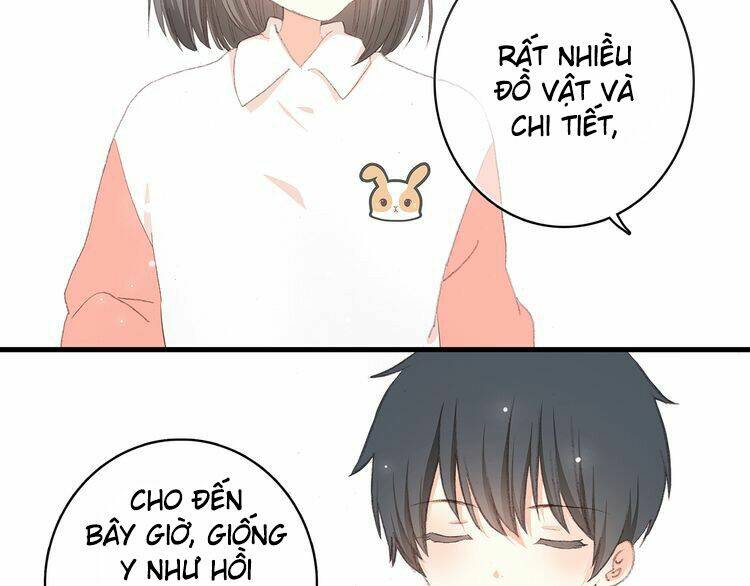 RẤT NHIỀU
ĐỒ VẬT VÀ
CHI TIẾT,
CHO ĐẾN
BÂY GIỜ, GIỐNG
Y NHƯ HỒI